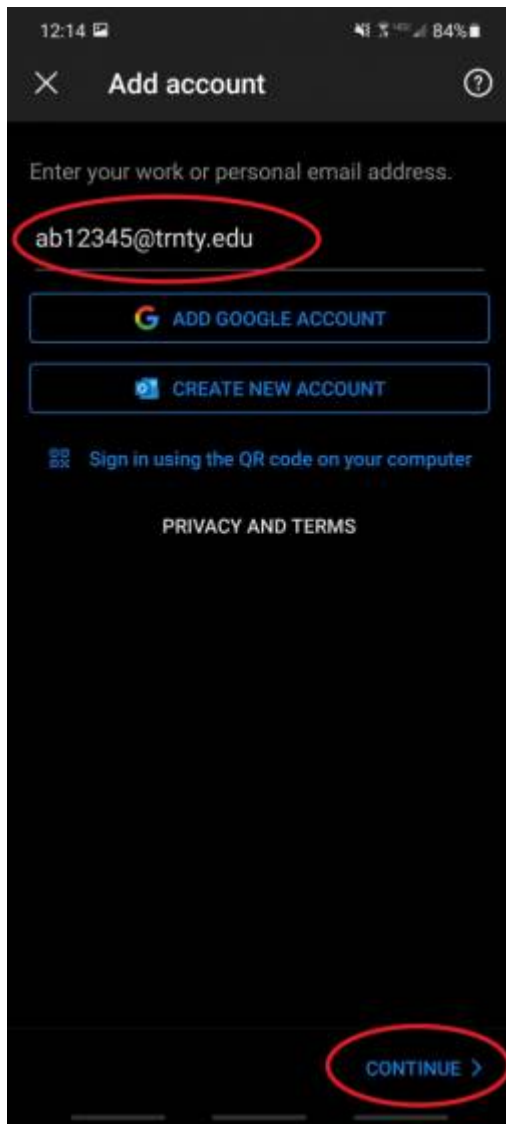 12:14 84%
Add account
Enter your work or personal email address.
ab12345@trnty.edu
ADD GOOGLE ACCOUNT
CREATE NEW ACCOUNT
Sign in using the QR code on your computer
PRIVACY AND TERMS
CONTINUE